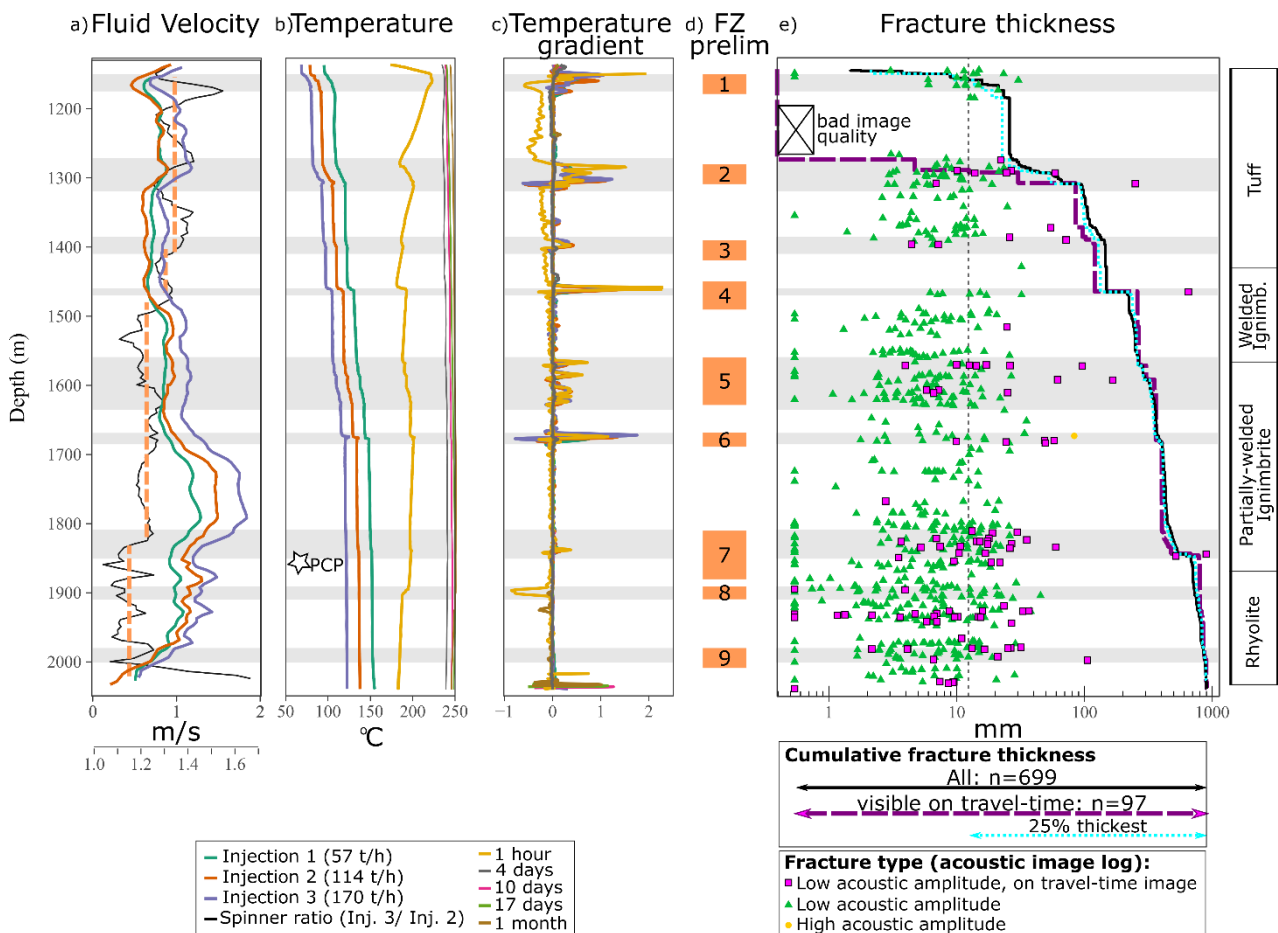 a) Fluid Velocity
b) Temperature
c) Temperature gradient
d) FZ prelim
e) Fracture thickness
Depth (m)
1200
1300
1400
1500
1600
1700
1800
1900
2000
0 1 2
m/s
1.0 1.2 1.4 1.6
PCP
50 100 150 200 250
°C
−1 0 1 2
1
2
3
4
5
6
7
8
9
bad image
quality
1 10 100 1000
mm
Tuff
Welded
Ignimb.
Partially-welded
Ignimbrite
Rhyolite
Cumulative fracture thickness
All: n=699
visible on travel-time: n=97
25% thickest
Fracture type (acoustic image log):
Low acoustic amplitude, on travel-time image
Low acoustic amplitude
High acoustic amplitude
Injection 1 (57 t/h)
Injection 2 (114 t/h)
Injection 3 (170 t/h)
Spinner ratio (Inj. 3/ Inj. 2)
1 hour
4 days
10 days
17 days
1 month